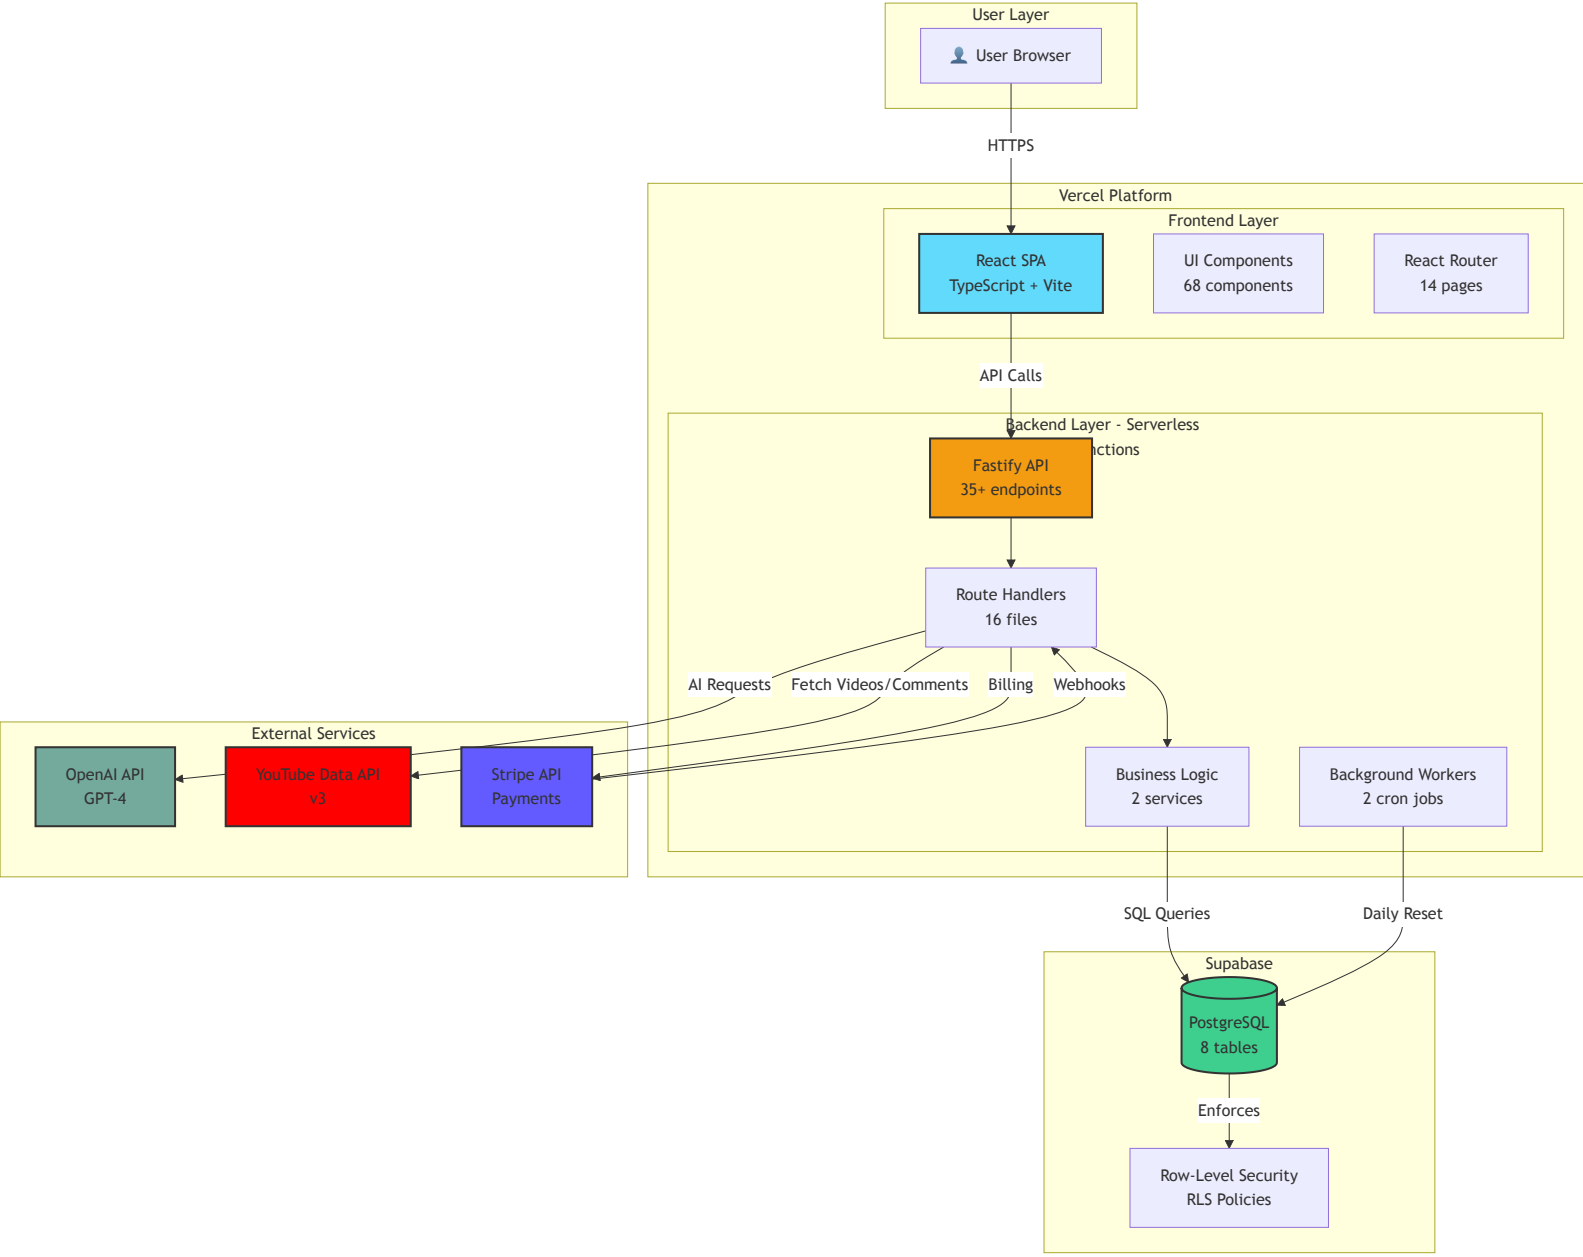 User Layer
👤 User Browser
HTTPS
Vercel Platform
Frontend Layer
React SPA
TypeScript + Vite
UI Components
68 components
React Router
14 pages
API Calls
Backend Layer - Serverless
nctions
Fastify API
35+ endpoints
Route Handlers
16 files
AI Requests
Fetch Videos/Comments
Billing
Webhooks
External Services
OpenAI API
GPT-4
YouTube Data API
v3
Stripe API
Payments
Business Logic
2 services
Background Workers
2 cron jobs
SQL Queries
Daily Reset
Supabase
PostgreSQL
8 tables
Enforces
Row-Level Security
RLS Policies